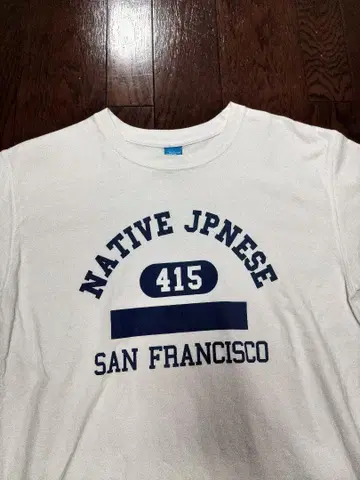 NATIVE JPNESE
415
SAN FRANCISCO